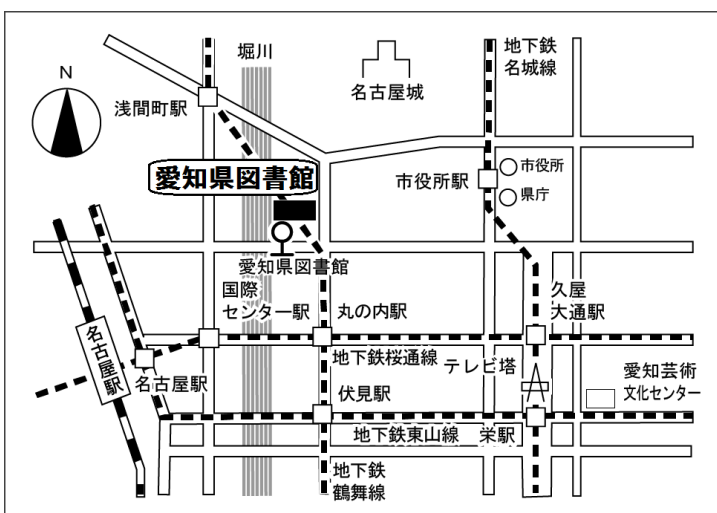 堀川
地下鉄
名城線
N
名古屋城
浅間町駅
愛知県図書館
市役所駅
市役所
県庁
愛知県図書館
国際
センター駅
丸の内駅
久屋
大通駅
名古屋駅
名古屋駅
地下鉄桜通線
テレビ塔
愛知芸術
文化センター
伏見駅
地下鉄東山線
栄駅
地下鉄
鶴舞線